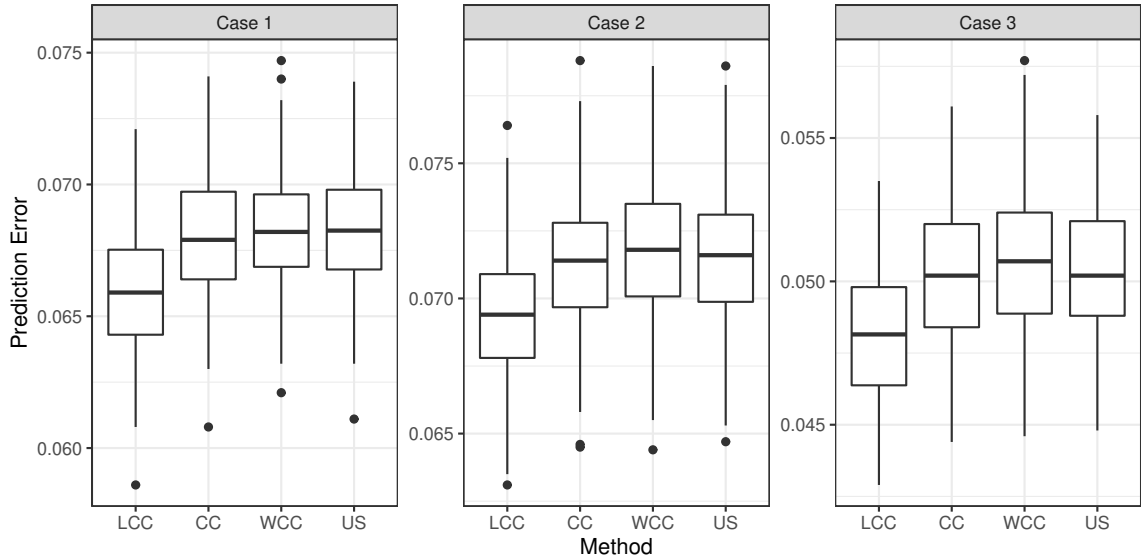 Case 1
Case 2
Case 3
Prediction Error
0.075
0.070
0.065
0.060
0.075
0.070
0.065
0.055
0.050
0.045
LCC CC WCC US
LCC CC WCC US
LCC CC WCC US
Method